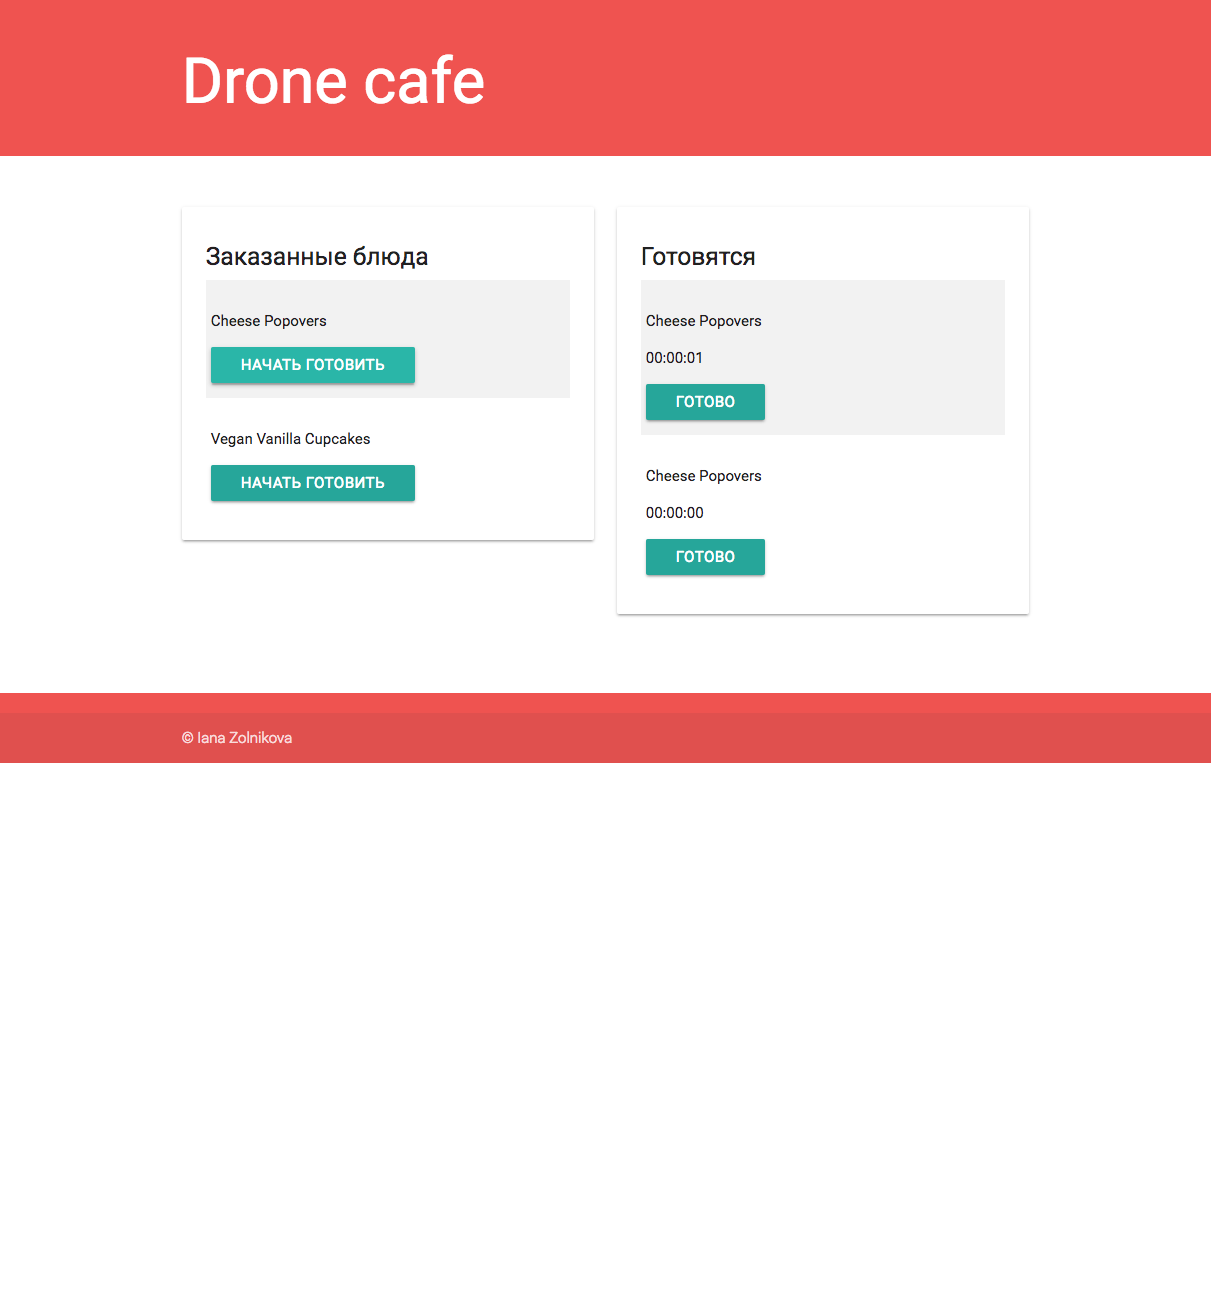 Drone cafe
Заказанные блюда
Cheese Popovers
НАЧАТЬ ГОТОВИТЬ
Vegan Vanilla Cupcakes
НАЧАТЬ ГОТОВИТЬ
Готовятся
Cheese Popovers
00:00:01
ГОТОВО
Cheese Popovers
00:00:00
ГОТОВО
© Iana Zolnikova